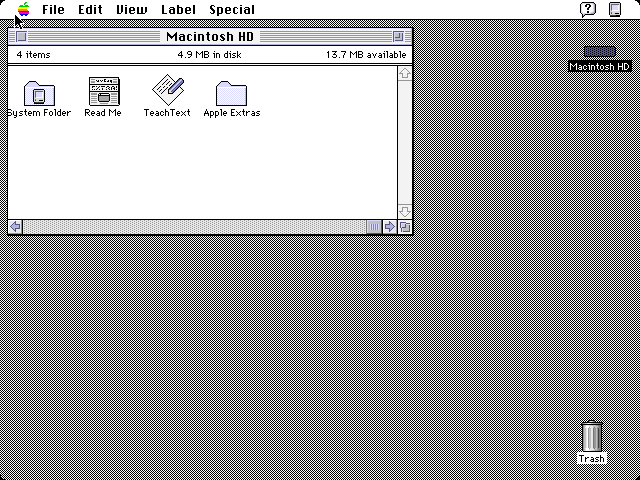 File Edit View Label Special
Macintosh HD
4 items 4.9 MB in disk 13.7 MB available
System Folder Read Me TeachText Apple Extras
Macintosh HD
Trash